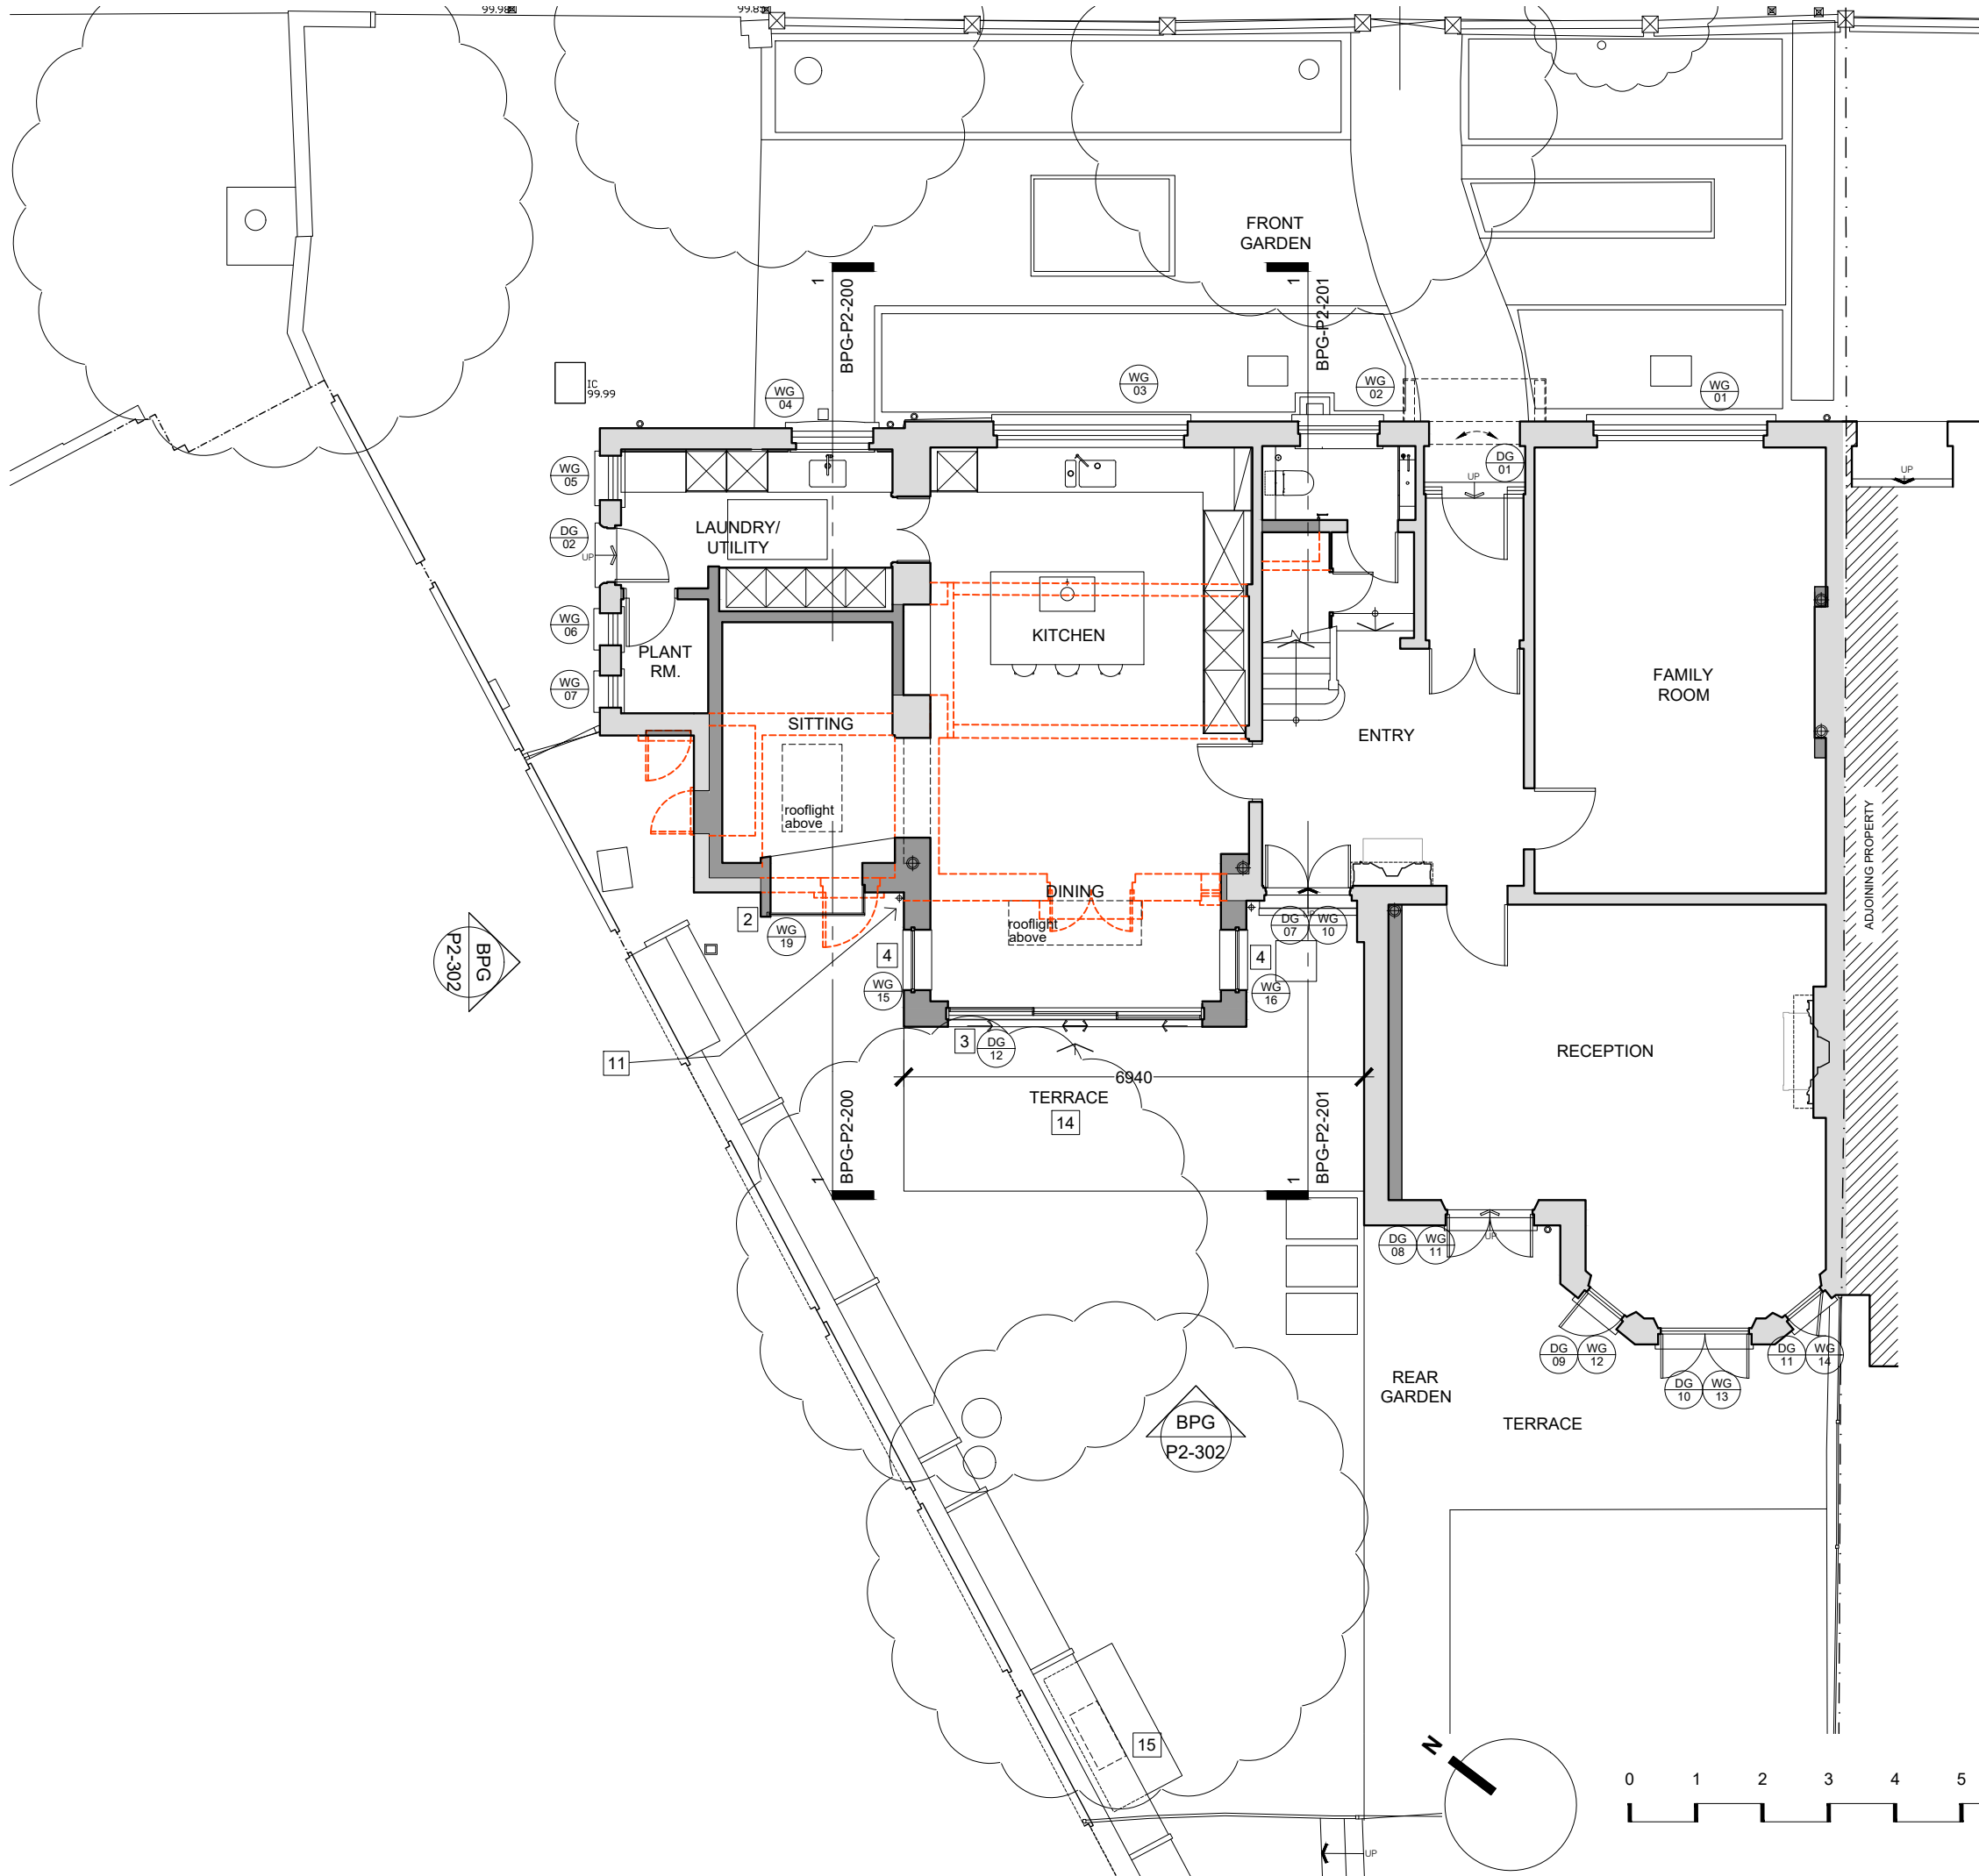 99.98
99.85
FRONT
GARDEN
1
BPG-P2-200
1
BPG-P2-201
IC
99.99
WG
04
WG
03
WG
02
WG
01
WG
05
DG
01
UP
UP
DG
02
UP
LAUNDRY/
UTILITY
WG
06
PLANT
RM.
KITCHEN
WG
07
FAMILY
ROOM
SITTING
ENTRY
rooflight
above
ADJOINING PROPERTY
DINING
2
WG
19
rooflight
above
UP
DG
07
WG
10
BPG
P2-302
4
4
WG
15
WG
16
3
DG
12
11
RECEPTION
6940
TERRACE
14
1
BPG-P2-200
1
BPG-P2-201
DG
08
WG
11
UP
DG
09
WG
12
DG
11
WG
14
DG
10
WG
13
REAR
GARDEN
TERRACE
BPG
P2-302
15
N
0 1 2 3 4 5
UP